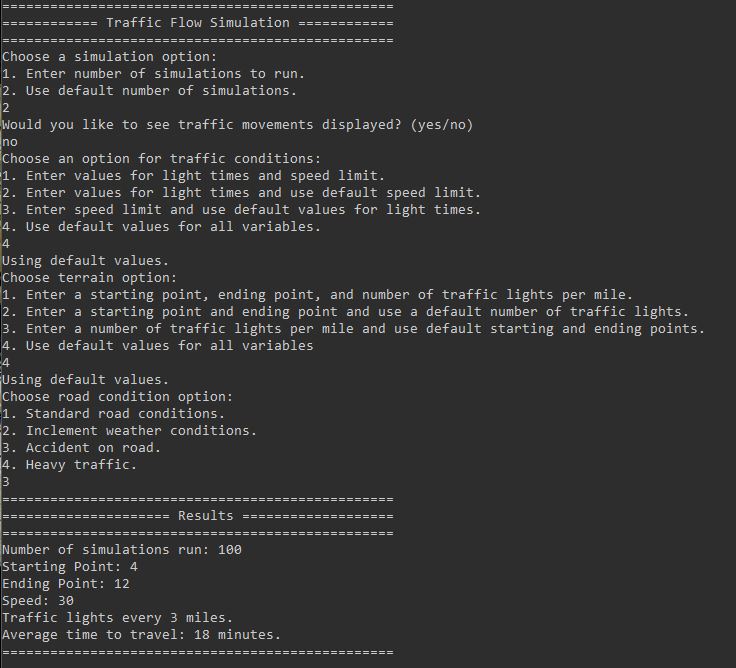 =================================================
============ Traffic Flow Simulation ============
=================================================
Choose a simulation option:
1. Enter number of simulations to run.
2. Use default number of simulations.
2
Would you like to see traffic movements displayed? (yes/no)
no
Choose an option for traffic conditions:
1. Enter values for light times and speed limit.
2. Enter values for light times and use default speed limit.
3. Enter speed limit and use default values for light times.
4. Use default values for all variables.
4
Using default values.
Choose terrain option:
1. Enter a starting point, ending point, and number of traffic lights per mile.
2. Enter a starting point and ending point and use a default number of traffic lights.
3. Enter a number of traffic lights per mile and use default starting and ending points.
4. Use default values for all variables
4
Using default values.
Choose road condition option:
1. Standard road conditions.
2. Inclement weather conditions.
3. Accident on road.
4. Heavy traffic.
3
=================================================
===================== Results ===================
=================================================
Number of simulations run: 100
Starting Point: 4
Ending Point: 12
Speed: 30
Traffic lights every 3 miles.
Average time to travel: 18 minutes.
=================================================